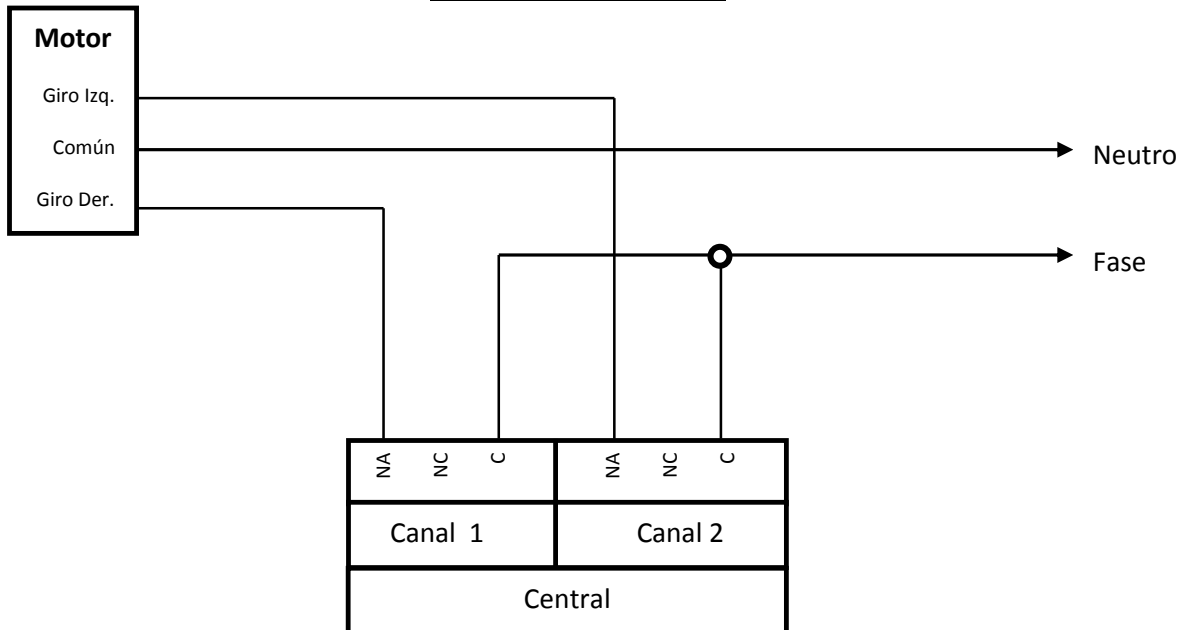 Motor
Giro Izq.
Común
Giro Der.
Neutro
Fase
NA NC C NA NC C
Canal 1 Canal 2
Central